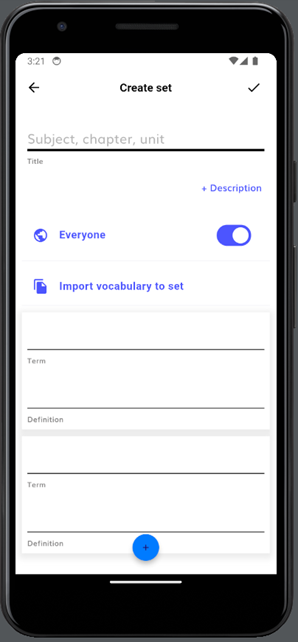 3:21
Create set
Subject, chapter, unit
Title
+ Description
Everyone
Import vocabulary to set
Term
Definition
Term
Definition
+